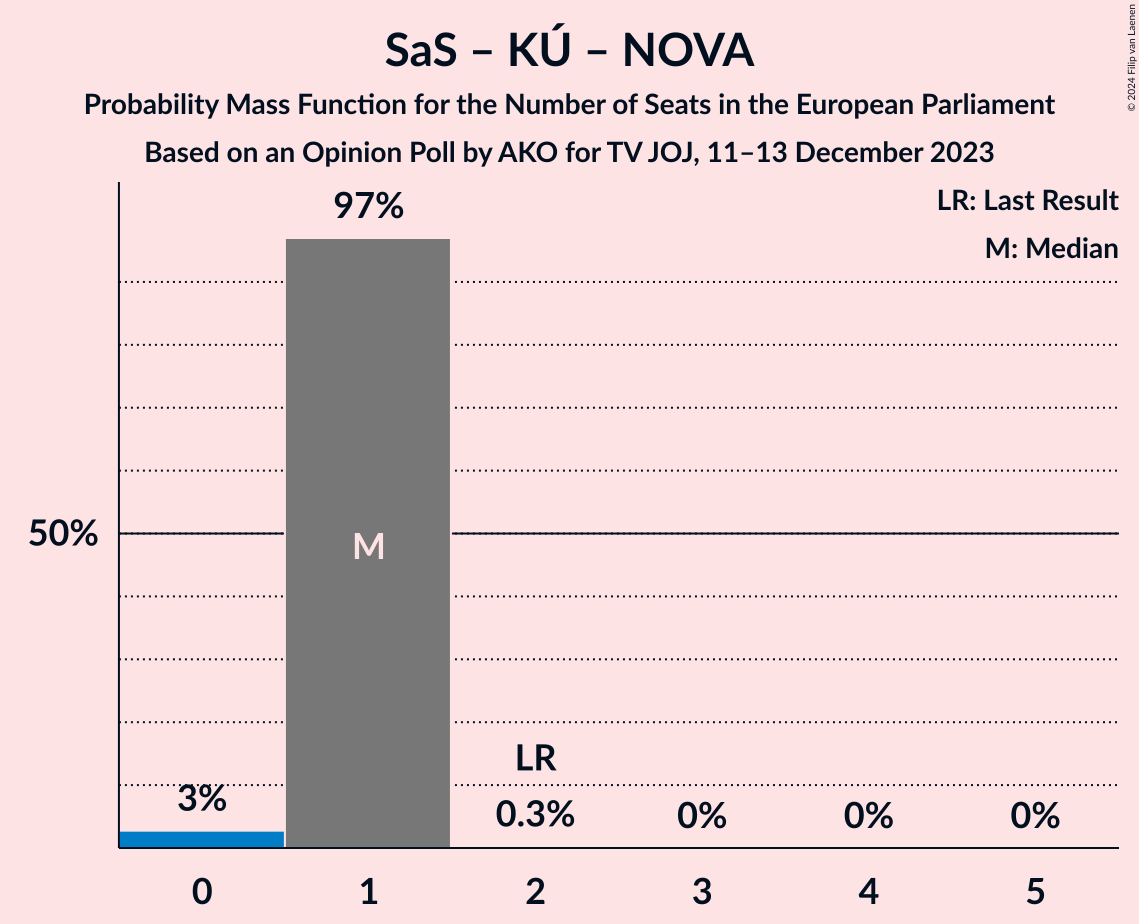 SaS – KÚ – NOVA
Probability Mass Function for the Number of Seats in the European Parliament
Based on an Opinion Poll by AKO for TV JOJ, 11–13 December 2023
© 2024 Filip van Laenen
LR: Last Result
M: Median
97%
50%
M
LR
3%
0.3%
0%
0%
0%
0
1
2
3
4
5